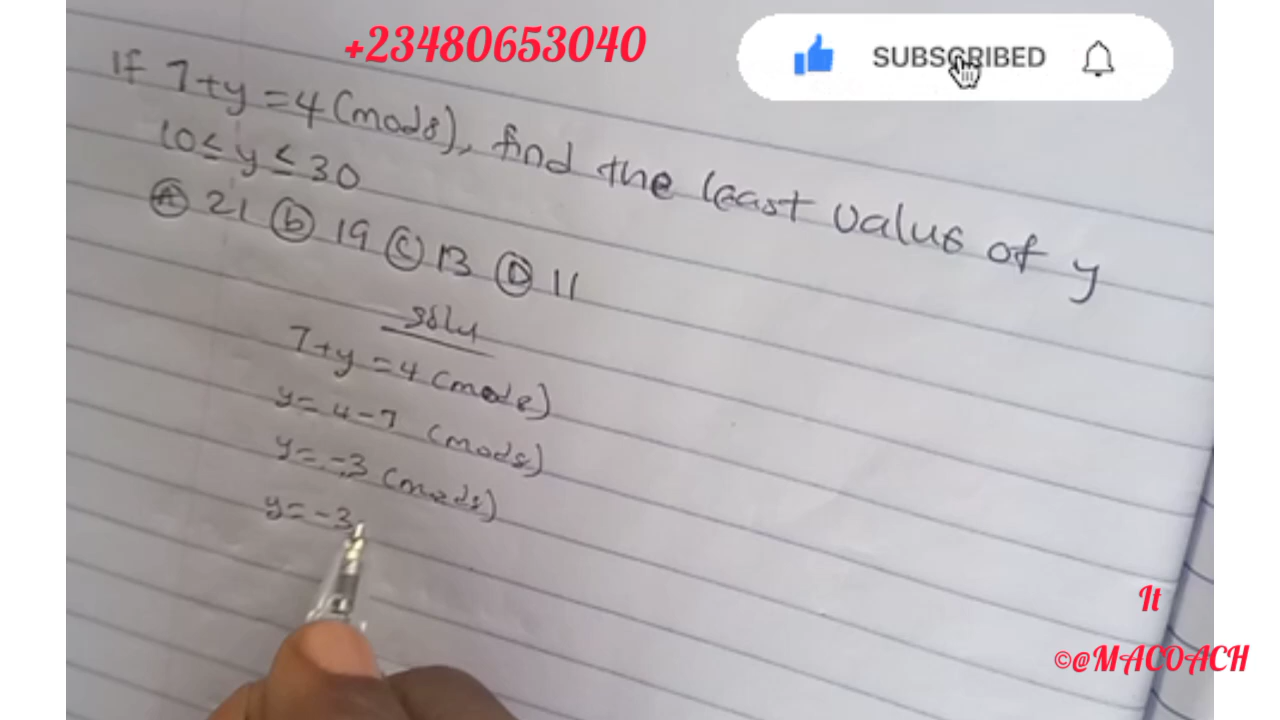 +23480653040
SUBSCRIBED
If 7+y = 4 (mod8), find the least value of y
10 ≤ y ≤ 30
(A) 21 (b) 19 (C) 13 (D) 11
solu
7+y = 4 (mod8)
y = 4-7 (mod8)
y = -3 (mod8)
y = -3
It
©@MACOACH